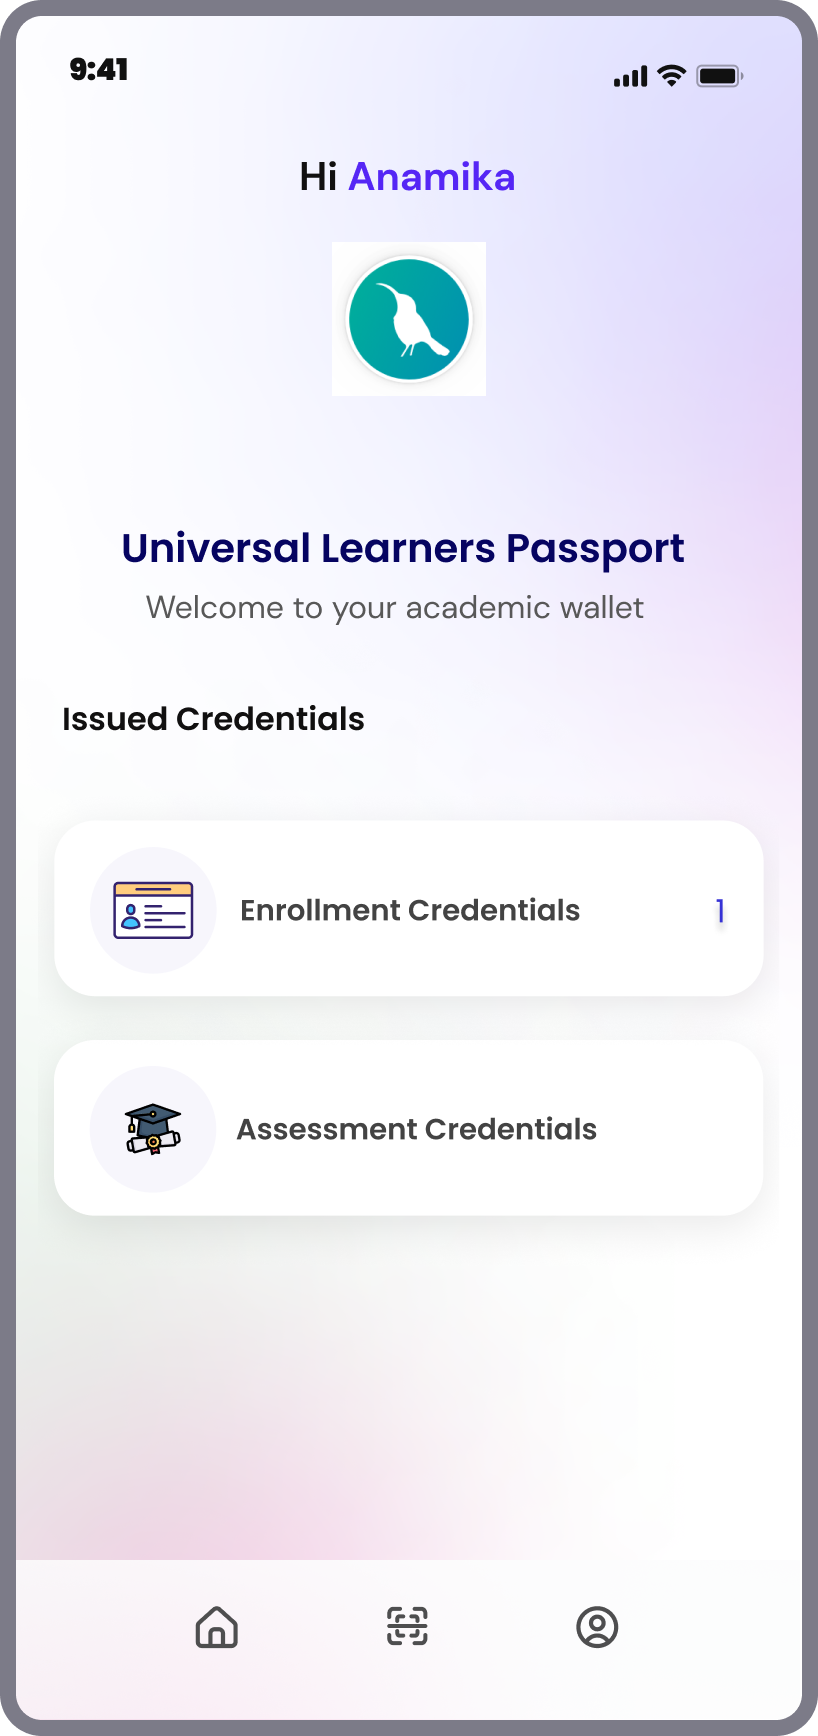 9:41
Hi Anamika
Universal Learners Passport
Welcome to your academic wallet
Issued Credentials
Enrollment Credentials 1
Assessment Credentials